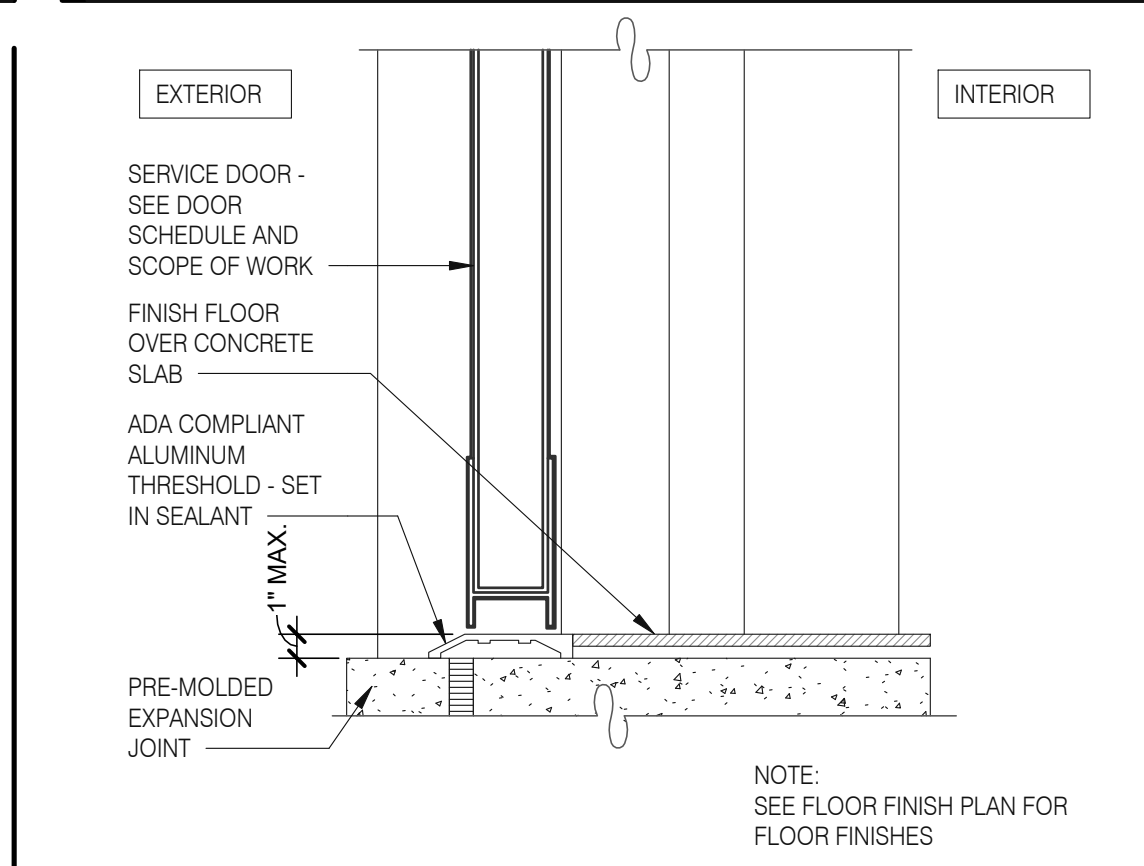 EXTERIOR
INTERIOR
SERVICE DOOR -
SEE DOOR
SCHEDULE AND
SCOPE OF WORK
FINISH FLOOR
OVER CONCRETE
SLAB
ADA COMPLIANT
ALUMINUM
THRESHOLD - SET
IN SEALANT
1" MAX.
PRE-MOLDED
EXPANSION
JOINT
NOTE:
SEE FLOOR FINISH PLAN FOR
FLOOR FINISHES